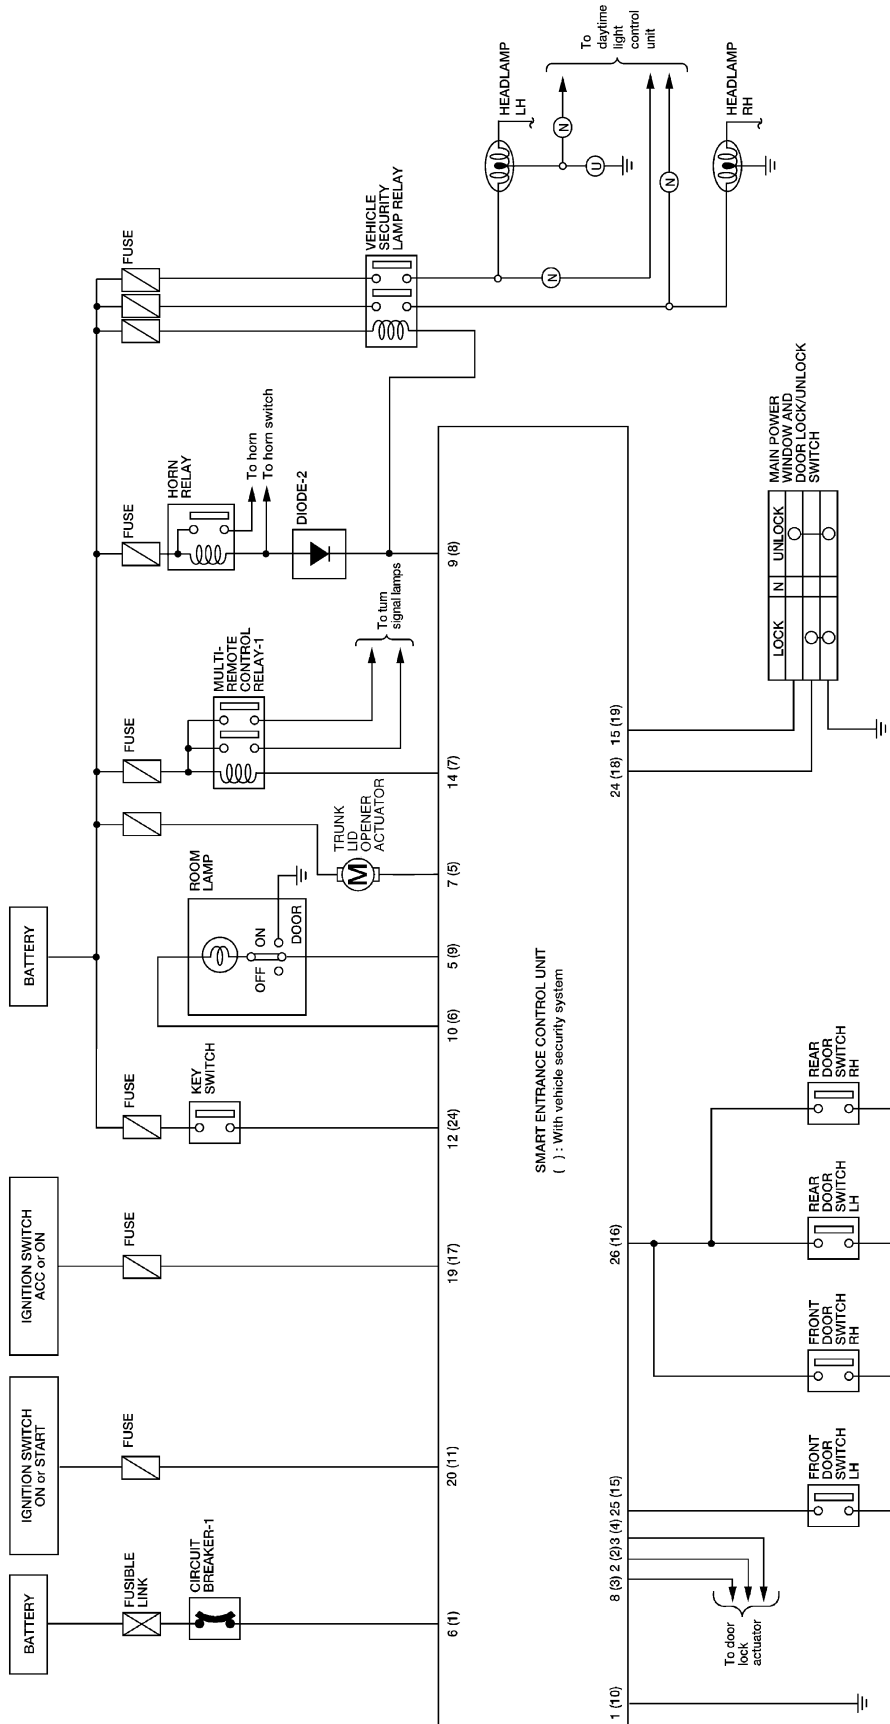 BATTERY
FUSIBLE
LINK
CIRCUIT
BREAKER-1
6 (1)
IGNITION SWITCH
ON or START
FUSE
20 (11)
IGNITION SWITCH
ACC or ON
FUSE
19 (17)
BATTERY
FUSE
KEY
SWITCH
12 (24)
10 (6)
ROOM
LAMP
OFF
ON
DOOR
5 (9)
TRUNK
LID
OPENER
ACTUATOR
M
7 (5)
FUSE
MULTI-
REMOTE
CONTROL
RELAY-1
To turn
signal lamps
14 (7)
FUSE
HORN
RELAY
To horn
To horn switch
DIODE-2
9 (8)
FUSE
VEHICLE
SECURITY
LAMP RELAY
HEADLAMP
LH
To
daytime
light
control
unit
HEADLAMP
RH
N
N
U
N
SMART ENTRANCE CONTROL UNIT
( ) : With vehicle security system
1 (10)
8 (3)
2 (2)
3 (4)
25 (15)
To door
lock
actuator
FRONT
DOOR
SWITCH
LH
FRONT
DOOR
SWITCH
RH
26 (16)
REAR
DOOR
SWITCH
LH
REAR
DOOR
SWITCH
RH
24 (18)
15 (19)
MAIN POWER
WINDOW AND
DOOR LOCK/UNLOCK
SWITCH
LOCK
N
UNLOCK